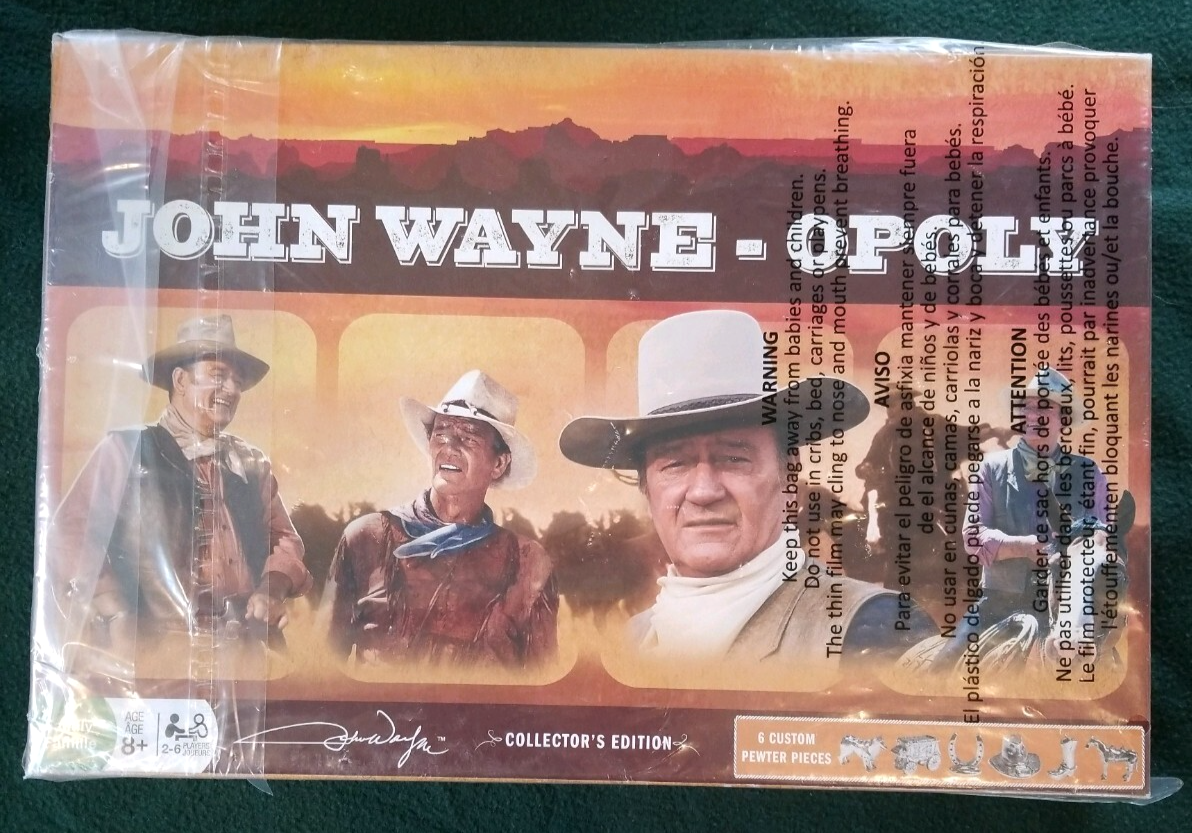 JOHN WAYNE - OPOLY
WARNING
Keep this bag away from babies and children.
Do not use in cribs, bed, carriages or playpens.
The thin film may cling to nose and mouth prevent breathing.
AVISO
Para evitar el peligro de asfixia mantener siempre fuera
de el alcance de niños y de bebés.
No usar en cunas, camas, carriolas y corrales para bebés.
El plástico delgado puede pegarse a la nariz y boca y detener la respiración
ATTENTION
Garder ce sac hors de portée des bébés et enfants.
Ne pas utiliser dans les berceaux, lits, poussettes ou parcs à bébé.
Le film protecteur, étant fin, pourrait par inadvertance provoquer
l'étouffement en bloquant les narines ou/et la bouche.
Famille
AGE
ÂGE
8+
2-6 PLAYERS
JOUEURS
John Wayne ™
COLLECTOR'S EDITION
6 CUSTOM
PEWTER PIECES